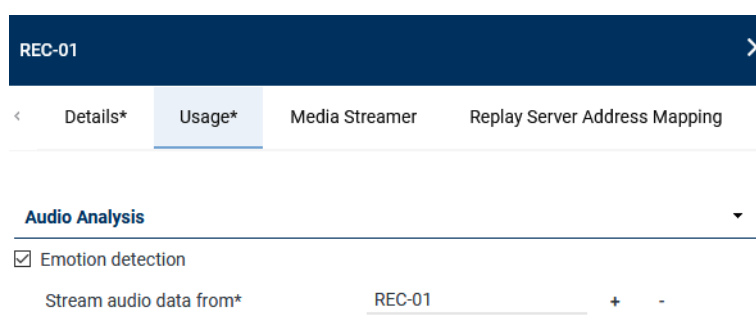 REC-01
Details* Usage* Media Streamer Replay Server Address Mapping
Audio Analysis
Emotion detection
Stream audio data from* REC-01 + -